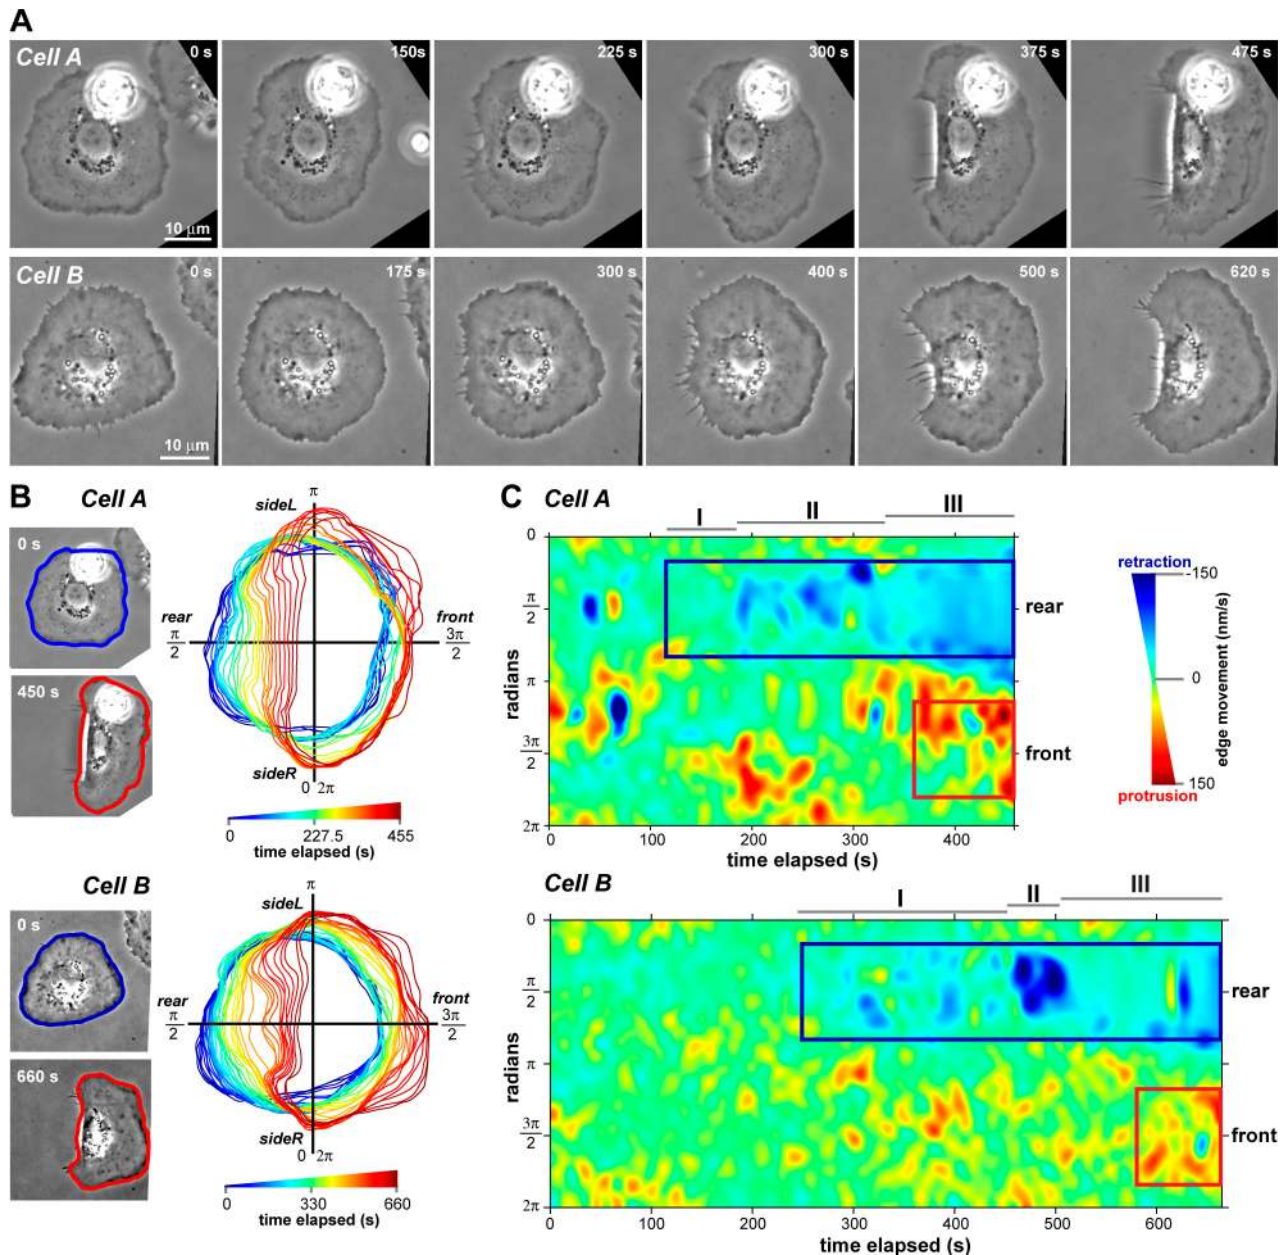 A
Cell A
0 s
150s
225 s
300 s
375 s
475 s
10 μm
Cell B
0 s
175 s
300 s
400 s
500 s
620 s
10 μm
B Cell A
0 s
450 s
sideL
π
rear
π/2
front
3π/2
sideR
0 2π
0 227.5 455
time elapsed (s)
Cell B
0 s
660 s
sideL
π
rear
π/2
front
3π/2
sideR
0 2π
0 330 660
time elapsed (s)
C Cell A
I II III
0
π/2
π
3π/2
2π
radians
rear
front
0 100 200 300 400
time elapsed (s)
retraction
-150
0
150
edge movement (nm/s)
protrusion
Cell B
I II III
0
π/2
π
3π/2
2π
radians
rear
front
0 100 200 300 400 500 600
time elapsed (s)